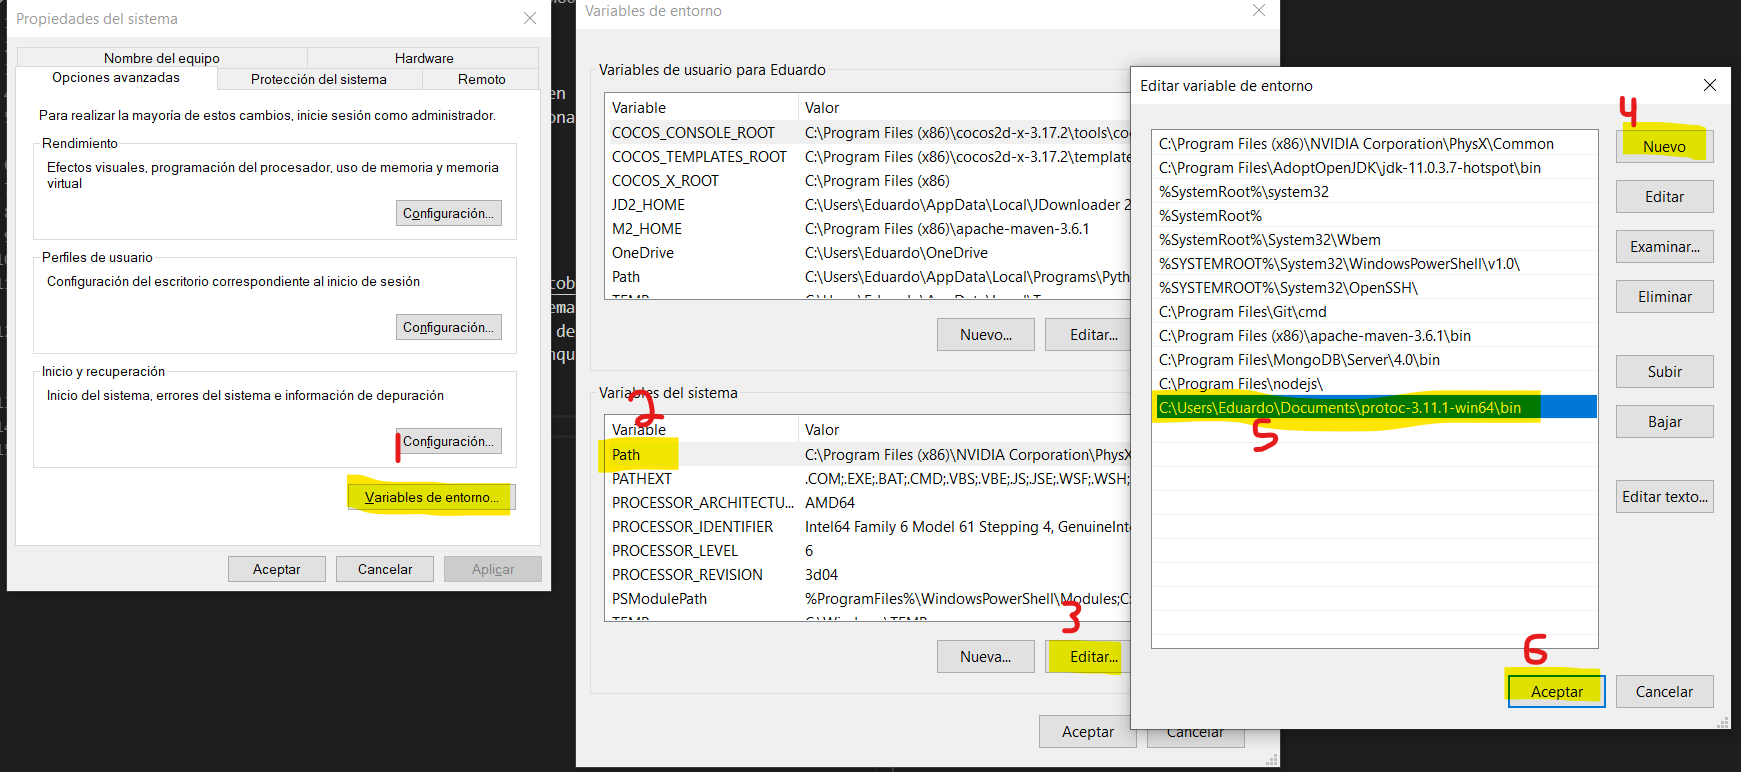 Propiedades del sistema
Nombre del equipo
Hardware
Opciones avanzadas
Protección del sistema
Remoto
Para realizar la mayoría de estos cambios, inicie sesión como administrador.
Rendimiento
Efectos visuales, programación del procesador, uso de memoria y memoria
virtual
Configuración...
Perfiles de usuario
Configuración del escritorio correspondiente al inicio de sesión
Configuración...
Inicio y recuperación
Inicio del sistema, errores del sistema e información de depuración
1
Configuración...
Variables de entorno...
Aceptar
Cancelar
Aplicar
Variables de entorno
Variables de usuario para Eduardo
Variable Valor
COCOS_CONSOLE_ROOT C:\Program Files (x86)\cocos2d-x-3.17.2\tools\coc
COCOS_TEMPLATES_ROOT C:\Program Files (x86)\cocos2d-x-3.17.2\template
COCOS_X_ROOT C:\Program Files (x86)
JD2_HOME C:\Users\Eduardo\AppData\Local\JDownloader 2
M2_HOME C:\Program Files (x86)\apache-maven-3.6.1
OneDrive C:\Users\Eduardo\OneDrive
Path C:\Users\Eduardo\AppData\Local\Programs\Pyth
Nuevo...
Editar...
Variables del sistema
2
Variable Valor
Path C:\Program Files (x86)\NVIDIA Corporation\PhysX
PATHEXT .COM;.EXE;.BAT;.CMD;.VBS;.VBE;.JS;.JSE;.WSF;.WSH;
PROCESSOR_ARCHITECTU... AMD64
PROCESSOR_IDENTIFIER Intel64 Family 6 Model 61 Stepping 4, GenuineInt
PROCESSOR_LEVEL 6
PROCESSOR_REVISION 3d04
PSModulePath %ProgramFiles%\WindowsPowerShell\Modules;C:
3
Nueva...
Editar...
Aceptar
Cancelar
Editar variable de entorno
4
C:\Program Files (x86)\NVIDIA Corporation\PhysX\Common
C:\Program Files\AdoptOpenJDK\jdk-11.0.3.7-hotspot\bin
%SystemRoot%\system32
%SystemRoot%
%SystemRoot%\System32\Wbem
%SYSTEMROOT%\System32\WindowsPowerShell\v1.0\
%SYSTEMROOT%\System32\OpenSSH\
C:\Program Files\Git\cmd
C:\Program Files (x86)\apache-maven-3.6.1\bin
C:\Program Files\MongoDB\Server\4.0\bin
C:\Program Files\nodejs\
C:\Users\Eduardo\Documents\protoc-3.11.1-win64\bin
5
Nuevo
Editar
Examinar...
Eliminar
Subir
Bajar
Editar texto...
6
Aceptar
Cancelar